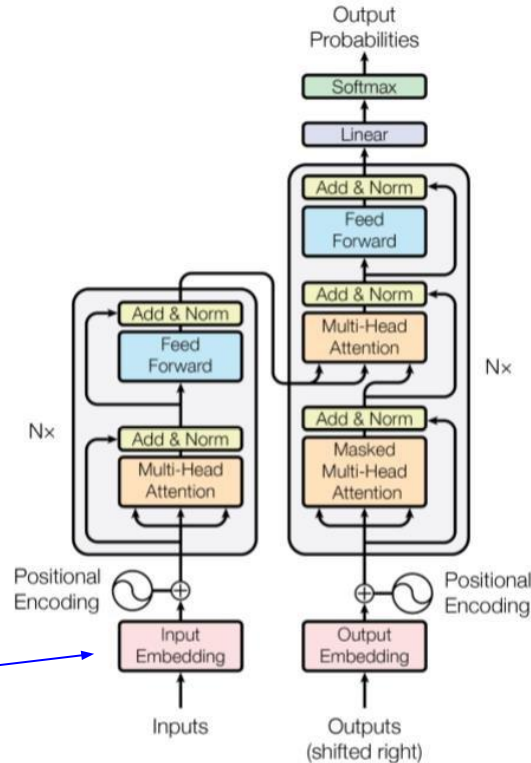 Output
Probabilities
Softmax
Linear
Add & Norm
Feed
Forward
Add & Norm
Multi-Head
Attention
Nx
Add & Norm
Masked
Multi-Head
Attention
Positional
Encoding
Output
Embedding
Outputs
(shifted right)
Add & Norm
Feed
Forward
Nx
Add & Norm
Multi-Head
Attention
Positional
Encoding
Input
Embedding
Inputs